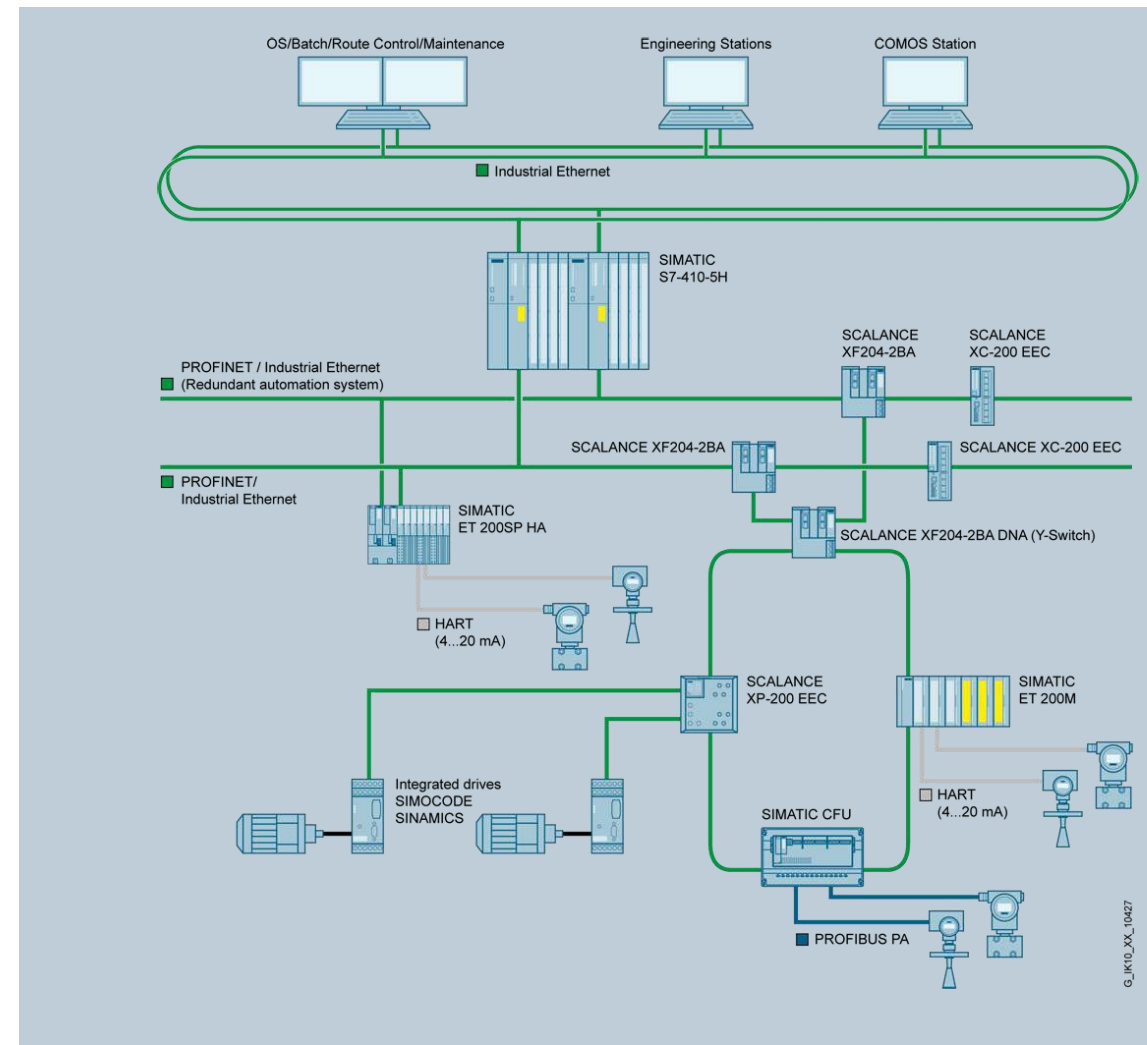 OS/Batch/Route Control/Maintenance
Engineering Stations
COMOS Station
Industrial Ethernet
SIMATIC
S7-410-5H
SCALANCE
XF204-2BA
SCALANCE
XC-200 EEC
PROFINET / Industrial Ethernet
(Redundant automation system)
SCALANCE XF204-2BA
SCALANCE XC-200 EEC
PROFINET/
Industrial Ethernet
SIMATIC
ET 200SP HA
SCALANCE XF204-2BA DNA (Y-Switch)
HART
(4...20 mA)
SCALANCE
XP-200 EEC
SIMATIC
ET 200M
Integrated drives
SIMOCODE
SINAMICS
HART
(4...20 mA)
SIMATIC CFU
PROFIBUS PA
G_IK10_XX_10427